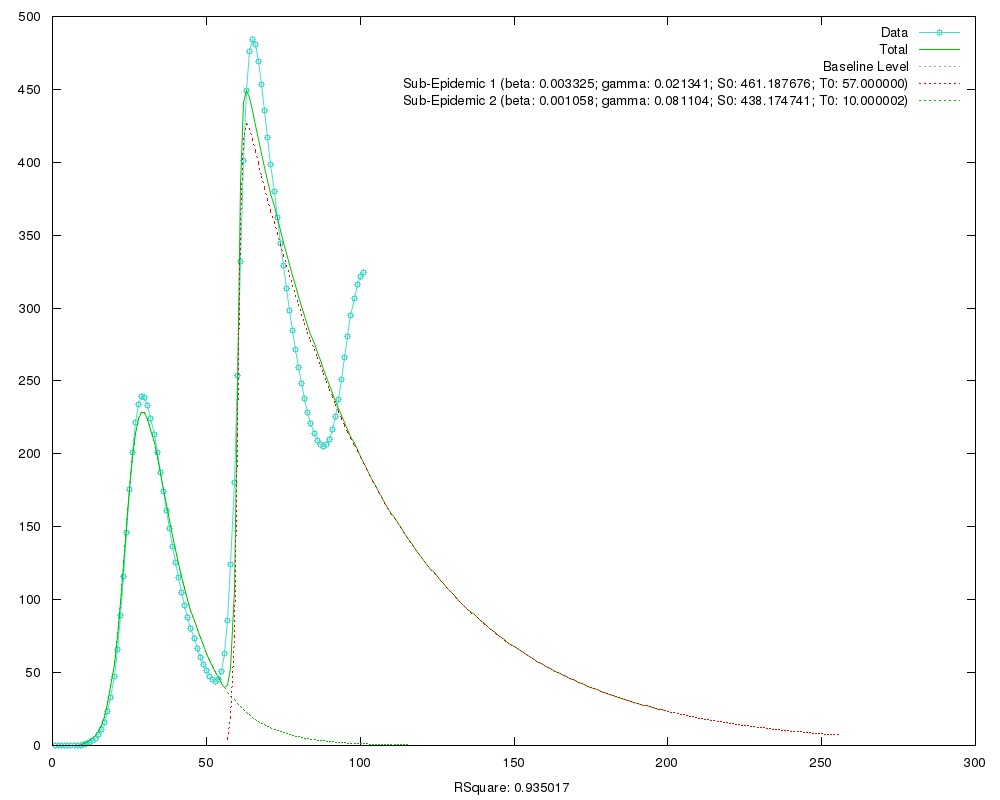 500
450
400
350
300
250
200
150
100
50
0
Data
Total
Baseline Level
Sub-Epidemic 1 (beta: 0.003325; gamma: 0.021341; S0: 461.187676; T0: 57.000000)
Sub-Epidemic 2 (beta: 0.001058; gamma: 0.081104; S0: 438.174741; T0: 10.000002)
0 50 100 150 200 250 300
RSquare: 0.935017